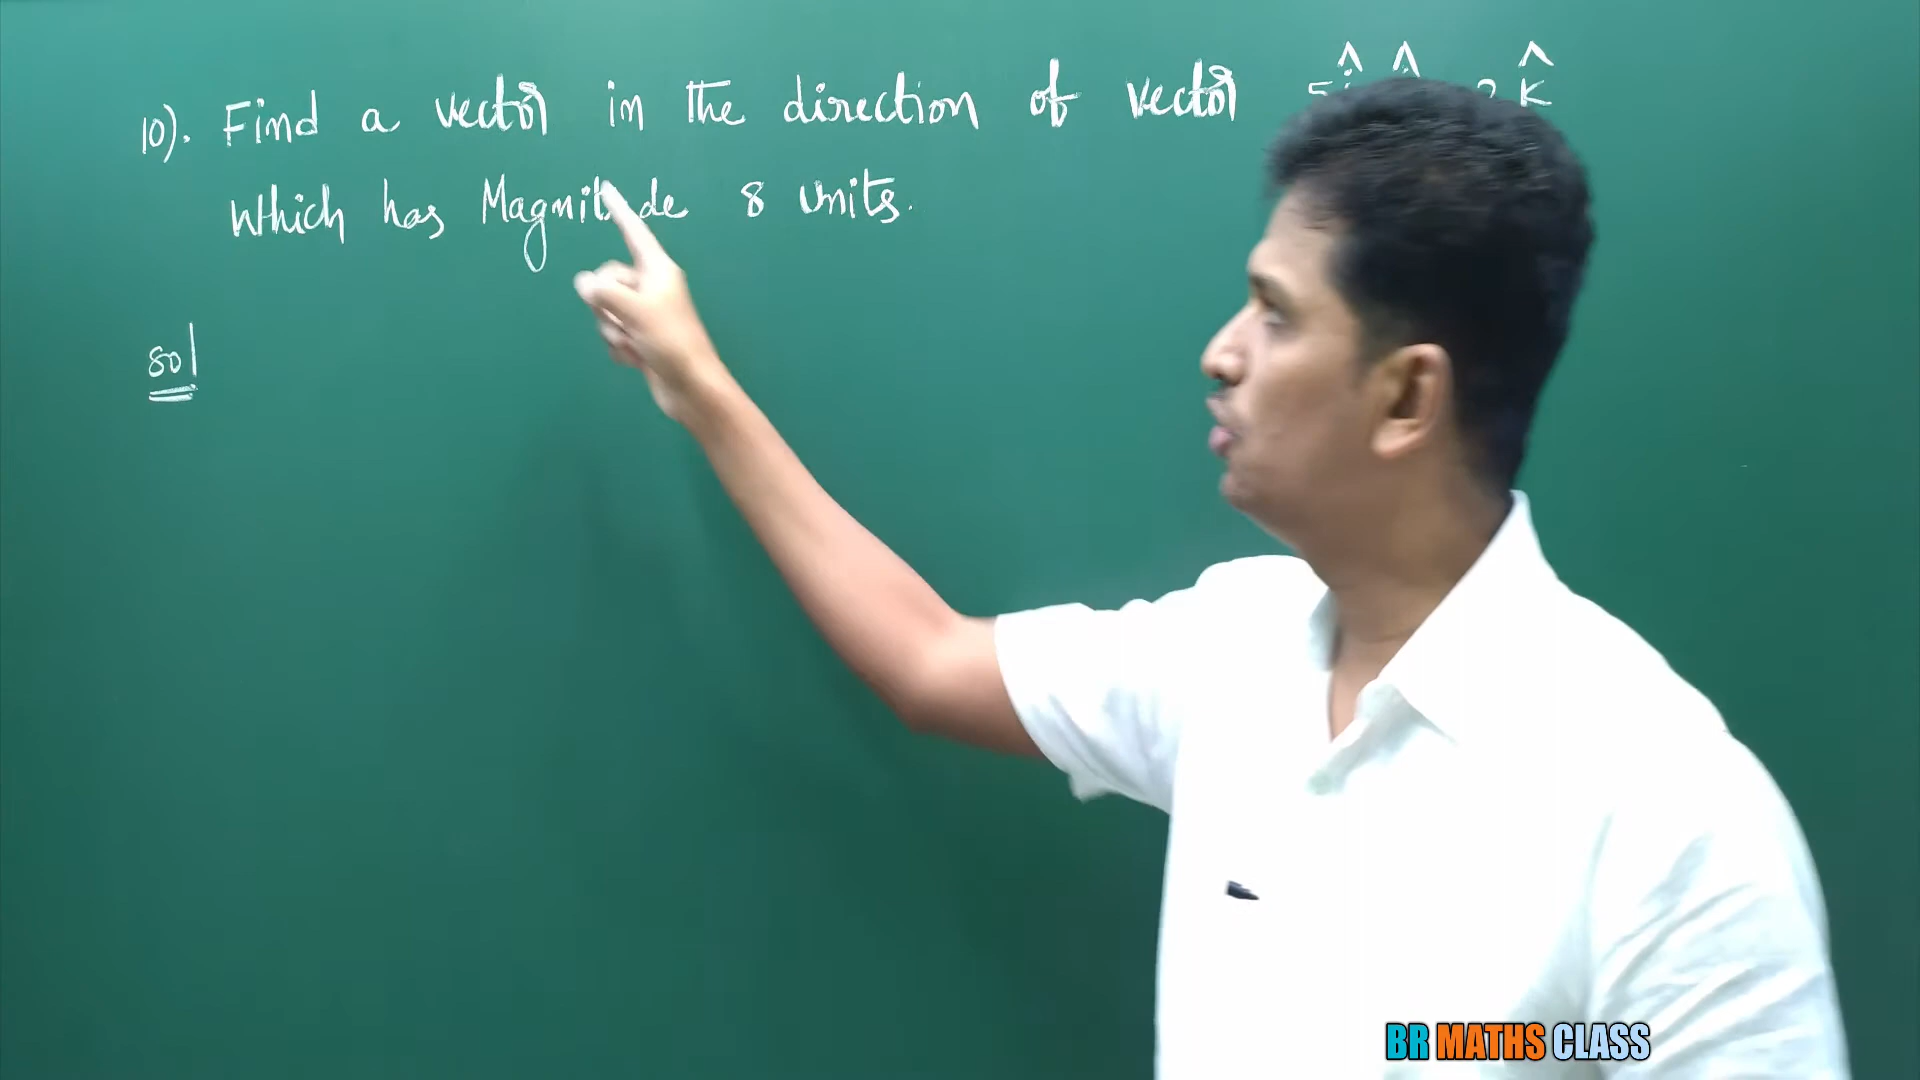 10). Find a vector in the direction of vector
Which has Magnitude 8 units.
sol
BR MATHS CLASS